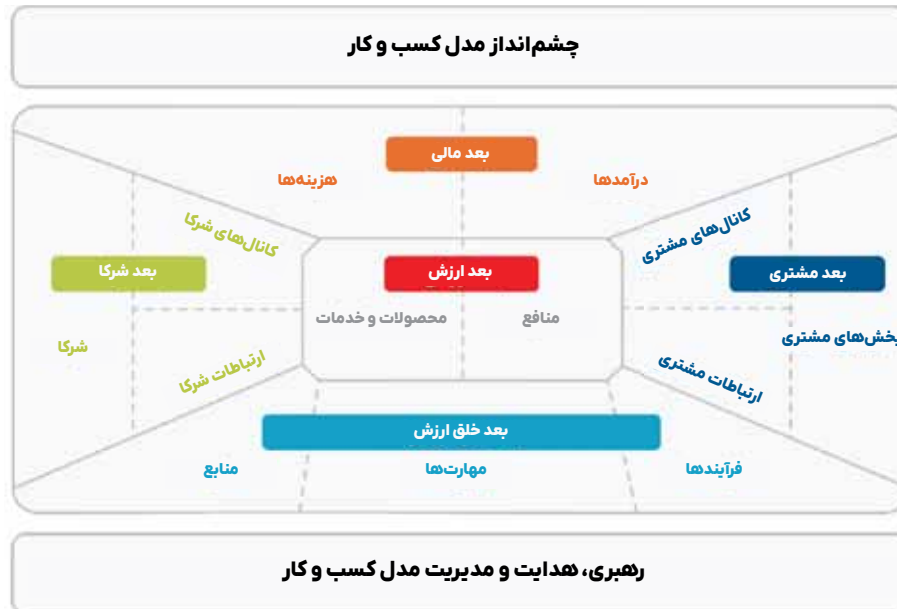 چشم‌انداز مدل کسب و کار
بعد مالی
درآمدها
هزینه‌ها
کانال‌های مشتری
کانال‌های شرکا
بعد مشتری
بعد ارزش
بعد شرکا
منافع
محصولات و خدمات
بخش‌های مشتری
شرکا
ارتباطات مشتری
ارتباطات شرکا
بعد خلق ارزش
فرآیندها
مهارت‌ها
منابع
رهبری، هدایت و مدیریت مدل کسب و کار